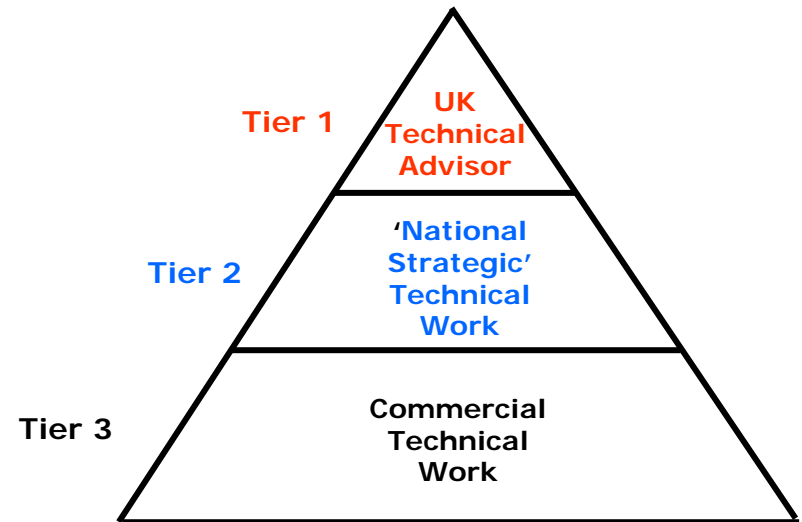 Tier 1
UK
Technical
Advisor
Tier 2
‘National
Strategic’
Technical
Work
Tier 3
Commercial
Technical
Work